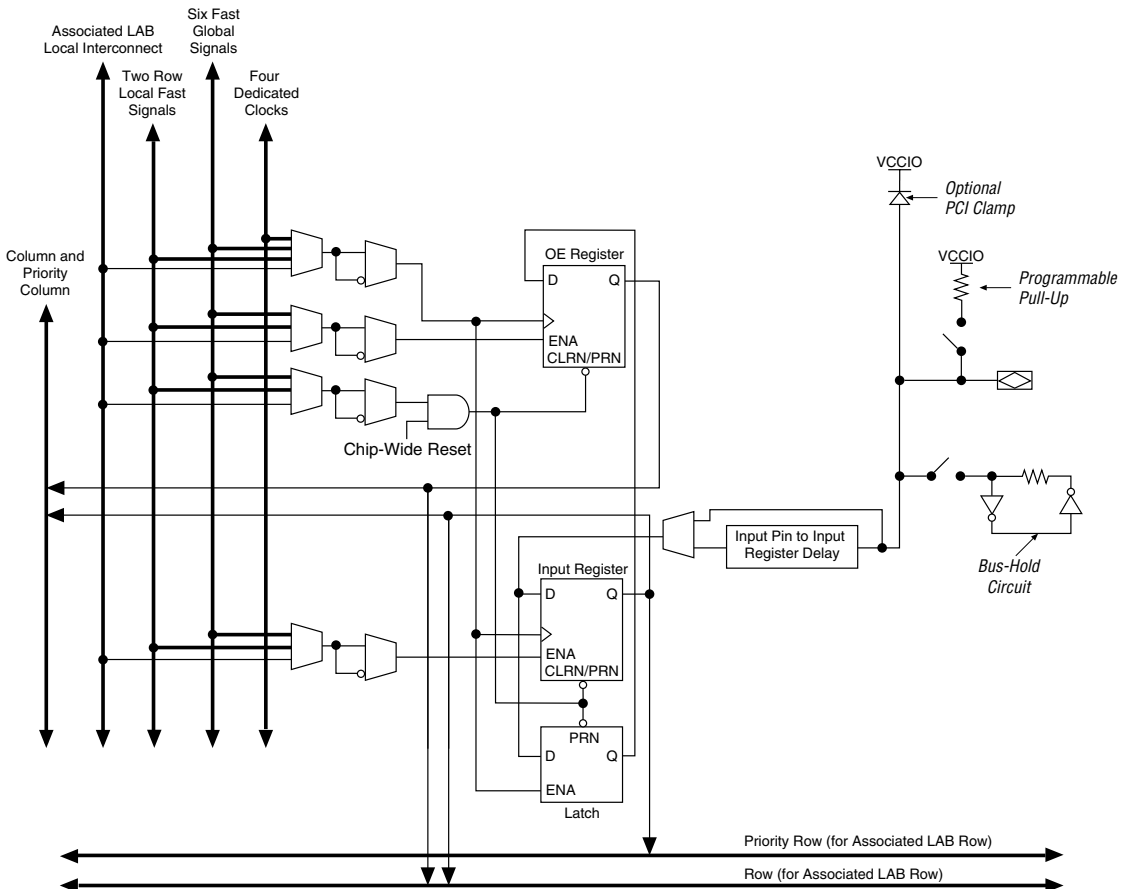 Six Fast
Global
Signals
Associated LAB
Local Interconnect
Two Row
Local Fast
Signals
Four
Dedicated
Clocks
Column and
Priority
Column
VCCIO
Optional
PCI Clamp
VCCIO
Programmable
Pull-Up
OE Register
D
Q
ENA
CLRN/PRN
Chip-Wide Reset
Input Pin to Input
Register Delay
Bus-Hold
Circuit
Input Register
D
Q
ENA
CLRN/PRN
PRN
D
Q
ENA
Latch
Priority Row (for Associated LAB Row)
Row (for Associated LAB Row)